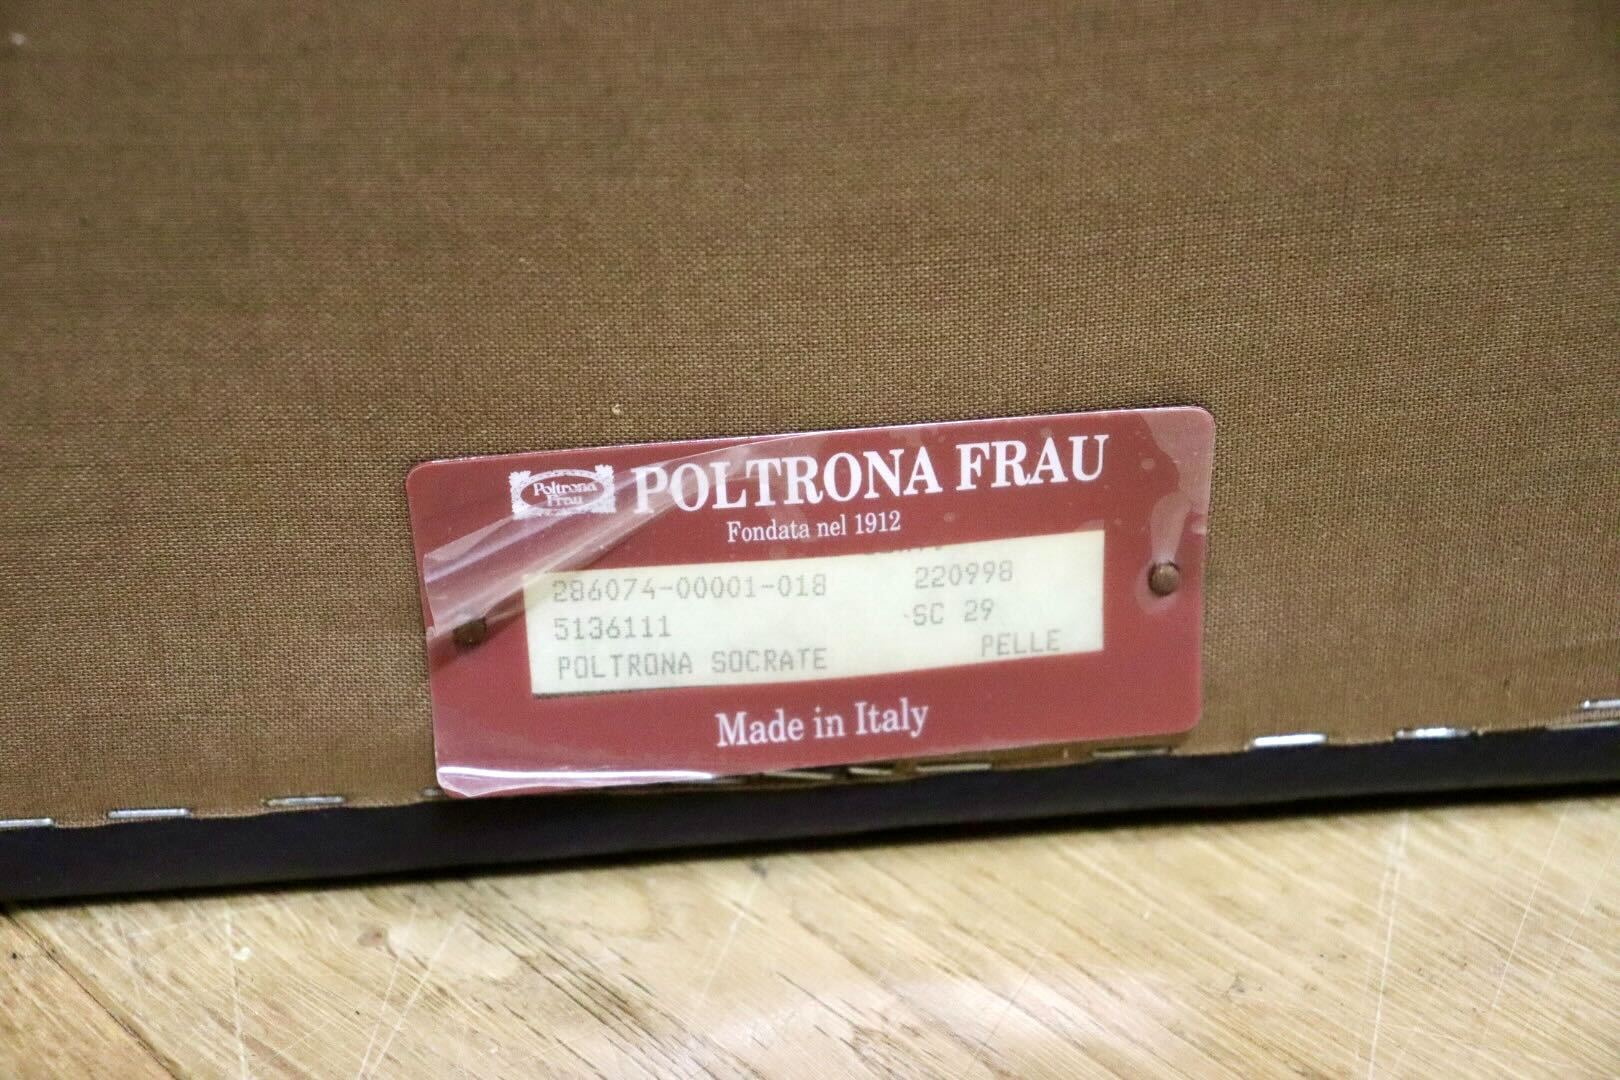 Poltrona
Frau
POLTRONA FRAU
Fondata nel 1912
286074-00001-018 220998
5136111 SC 29
POLTRONA SOCRATE PELLE
Made in Italy